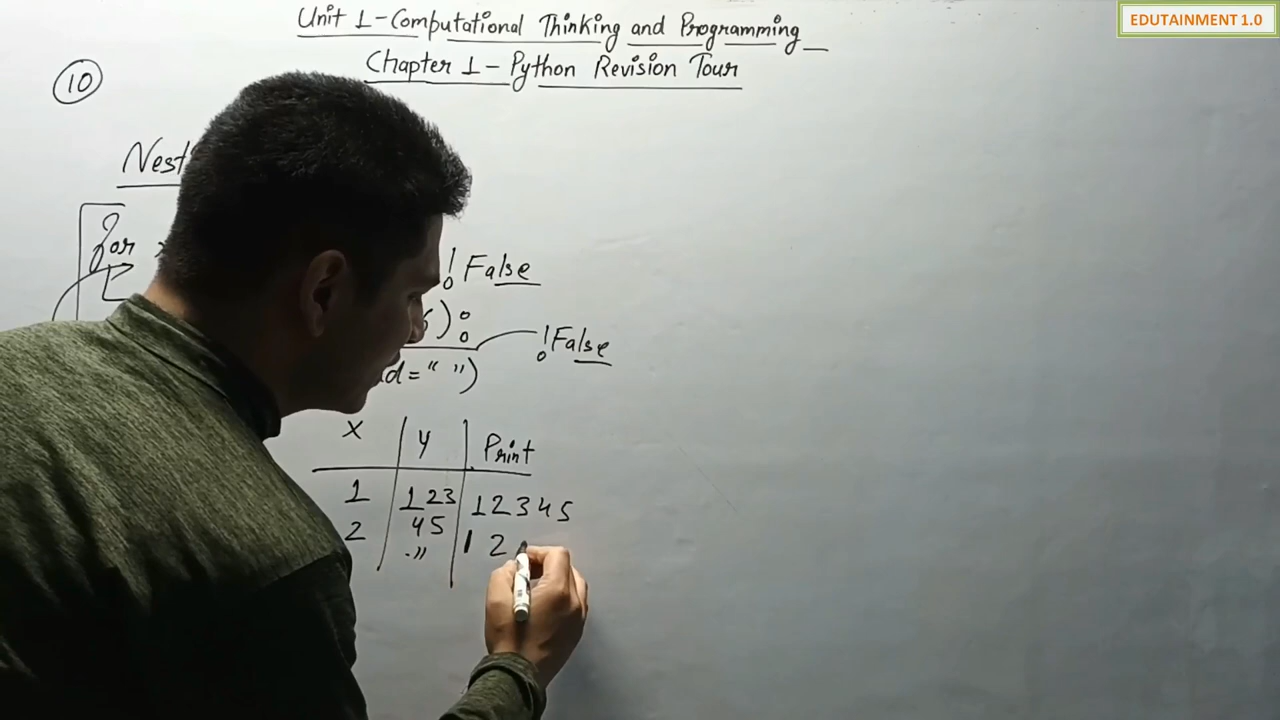 EDUTAINMENT 1.0
Unit 1-Computational Thinking and Programming
Chapter 1- Python Revision Tour
10
for
! False
):
! False
= " ")
X Y Print
1 1 2 3 1 2 3 4 5
2 4 5
〃 1 2